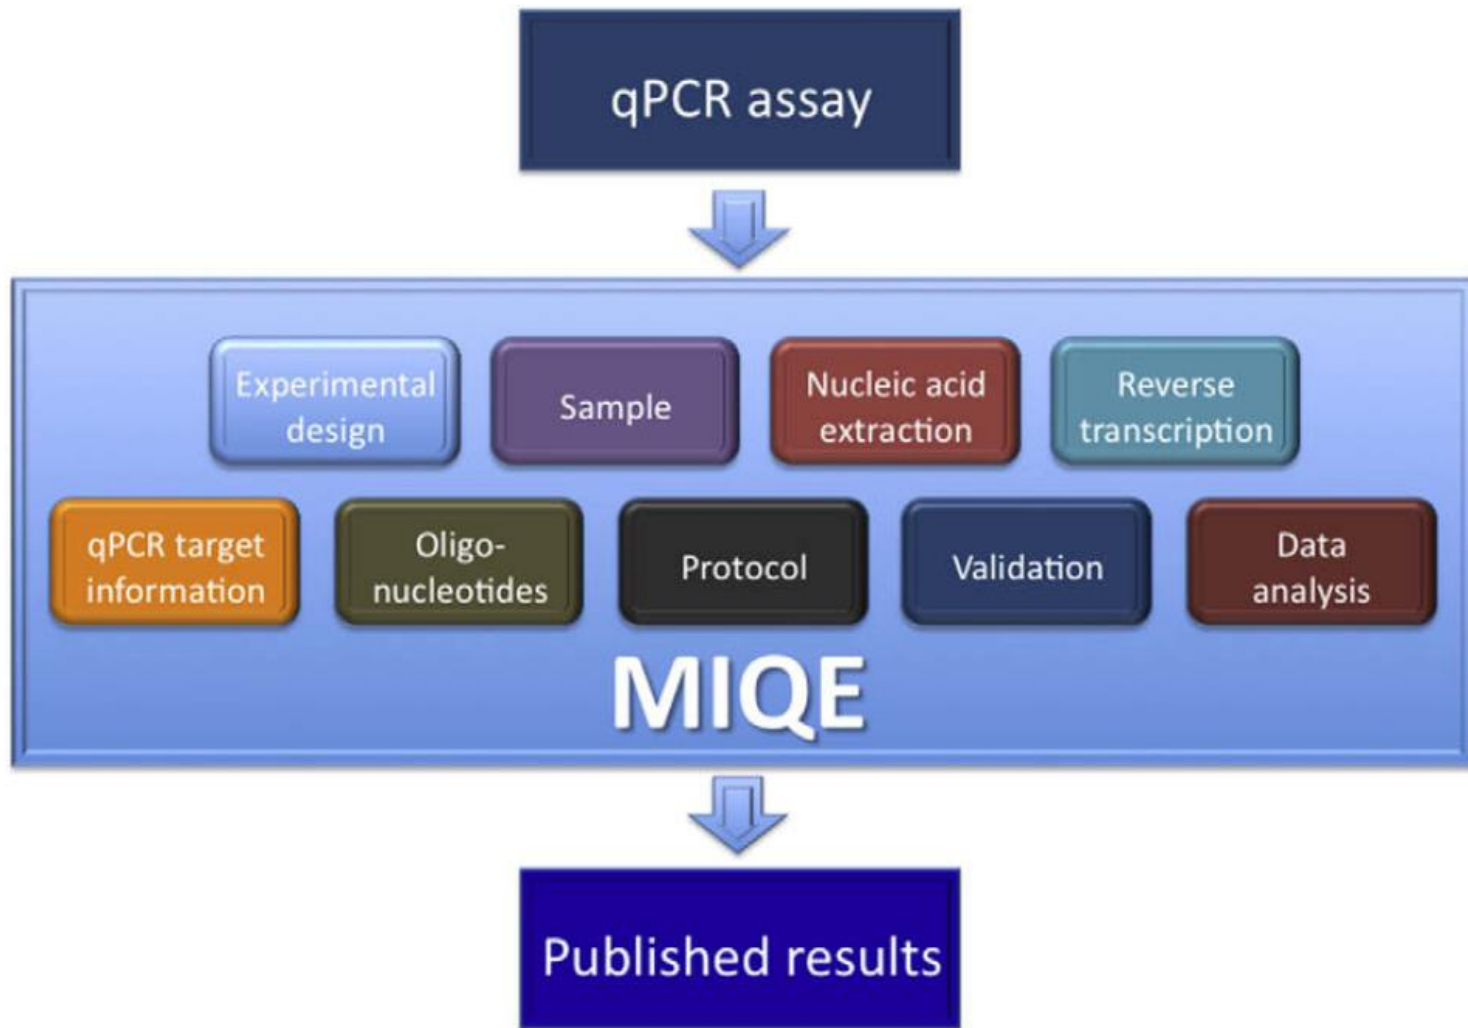 qPCR assay
Experimental
design
Sample
Nucleic acid
extraction
Reverse
transcription
qPCR target
information
Oligo-
nucleotides
Protocol
Validation
Data
analysis
MIQE
Published results